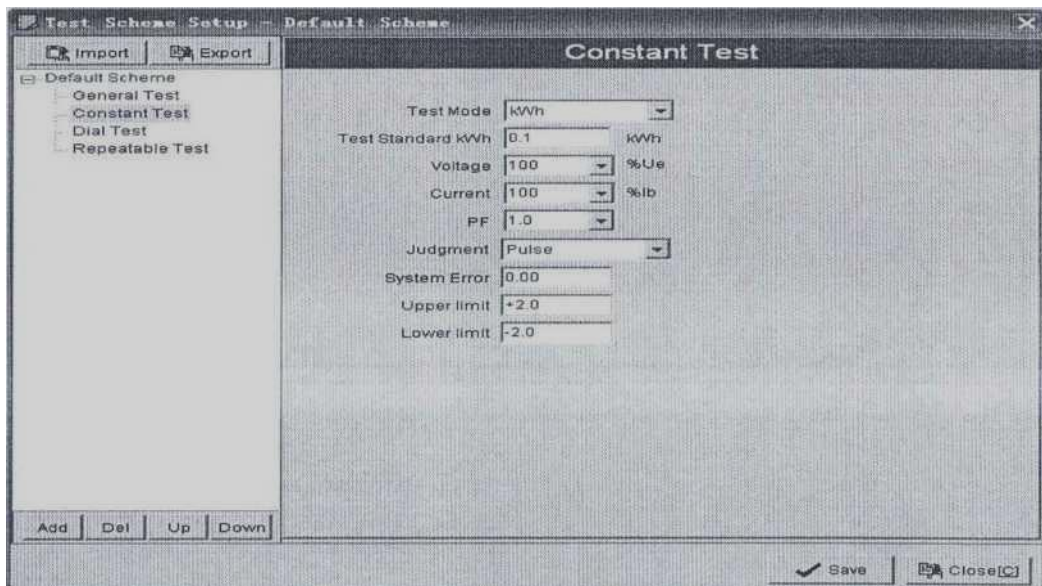 Test Scheme Setup - Default Scheme
Import Export
Constant Test
Default Scheme
General Test
Constant Test
Dial Test
Repeatable Test
Test Mode kWh
Test Standard kWh 0.1 kWh
Voltage 100 %Ue
Current 100 %Ib
PF 1.0
Judgment Pulse
System Error 0.00
Upper limit +2.0
Lower limit -2.0
Add Del Up Down
Save Close[C]